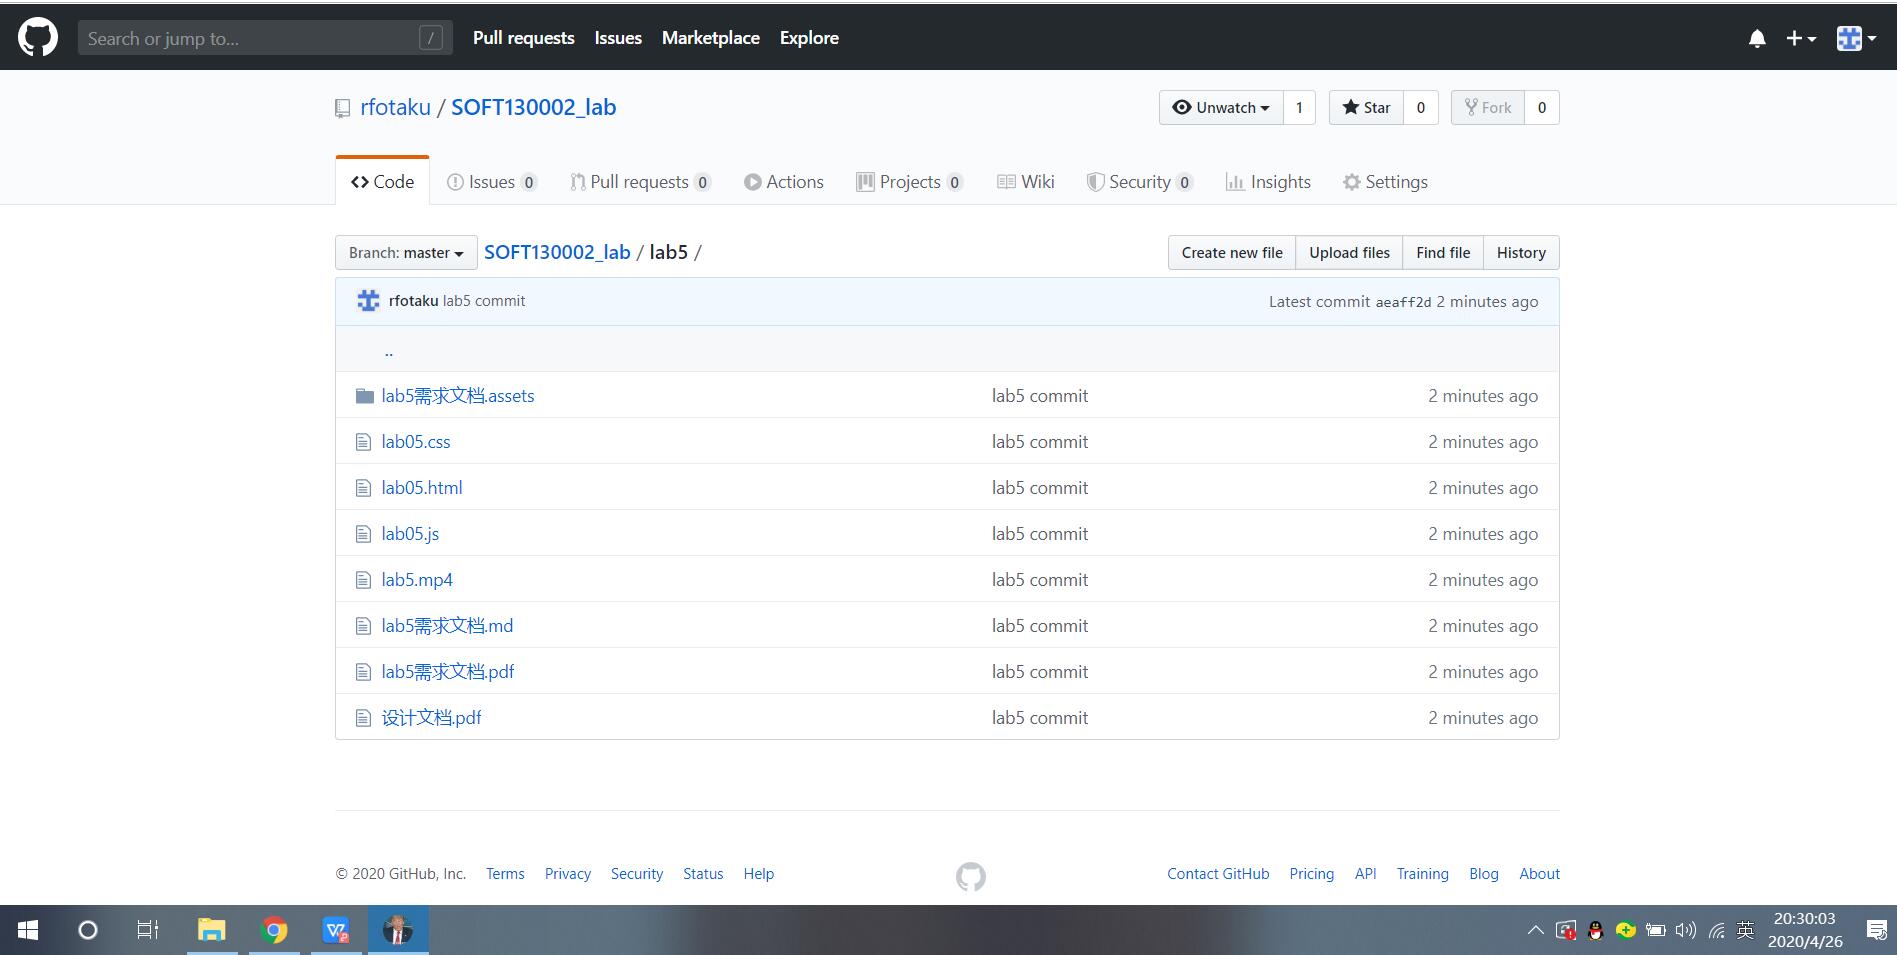 Search or jump to... /
Pull requests Issues Marketplace Explore
rfotaku / SOFT130002_lab
Unwatch 1 Star 0 Fork 0
Code Issues 0 Pull requests 0 Actions Projects 0 Wiki Security 0 Insights Settings
Branch: master SOFT130002_lab / lab5 /
Create new file Upload files Find file History
rfotaku lab5 commit Latest commit aeaff2d 2 minutes ago
..
lab5需求文档.assets lab5 commit 2 minutes ago
lab05.css lab5 commit 2 minutes ago
lab05.html lab5 commit 2 minutes ago
lab05.js lab5 commit 2 minutes ago
lab5.mp4 lab5 commit 2 minutes ago
lab5需求文档.md lab5 commit 2 minutes ago
lab5需求文档.pdf lab5 commit 2 minutes ago
设计文档.pdf lab5 commit 2 minutes ago
© 2020 GitHub, Inc. Terms Privacy Security Status Help
Contact GitHub Pricing API Training Blog About
英
20:30:03
2020/4/26